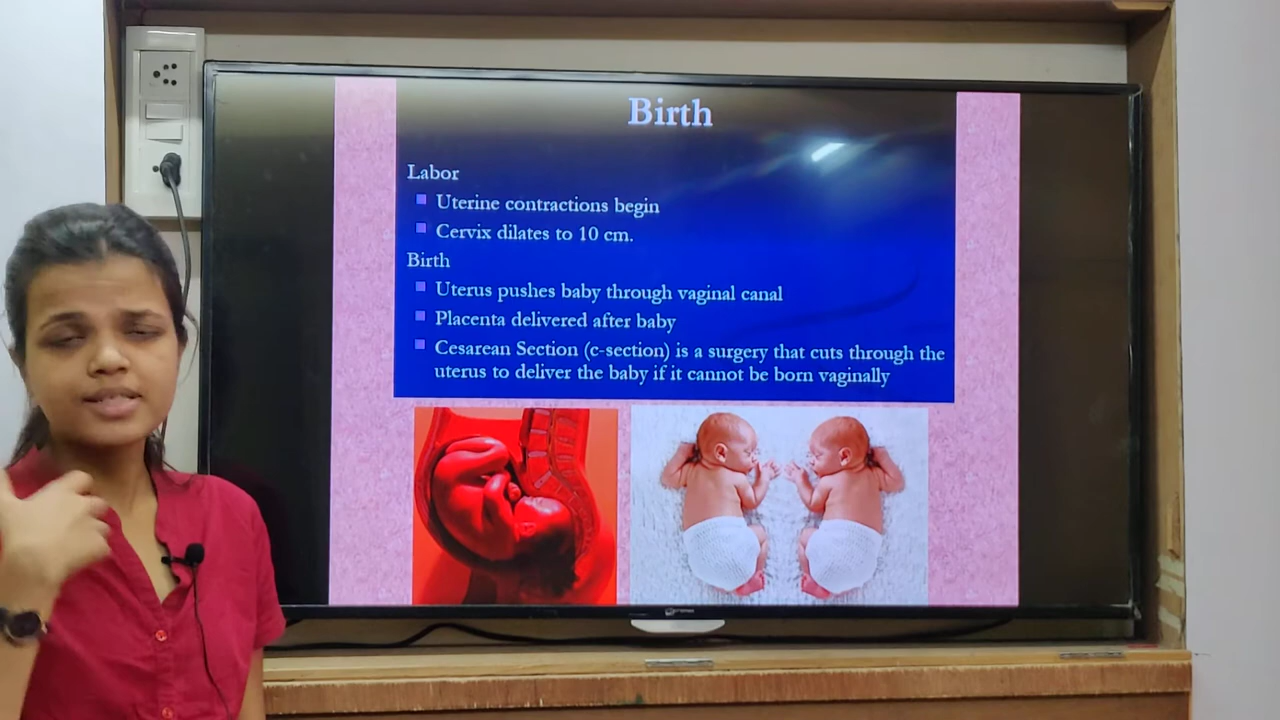 Birth
Labor
Uterine contractions begin
Cervix dilates to 10 cm.
Birth
Uterus pushes baby through vaginal canal
Placenta delivered after baby
Cesarean Section (c-section) is a surgery that cuts through the
uterus to deliver the baby if it cannot be born vaginally